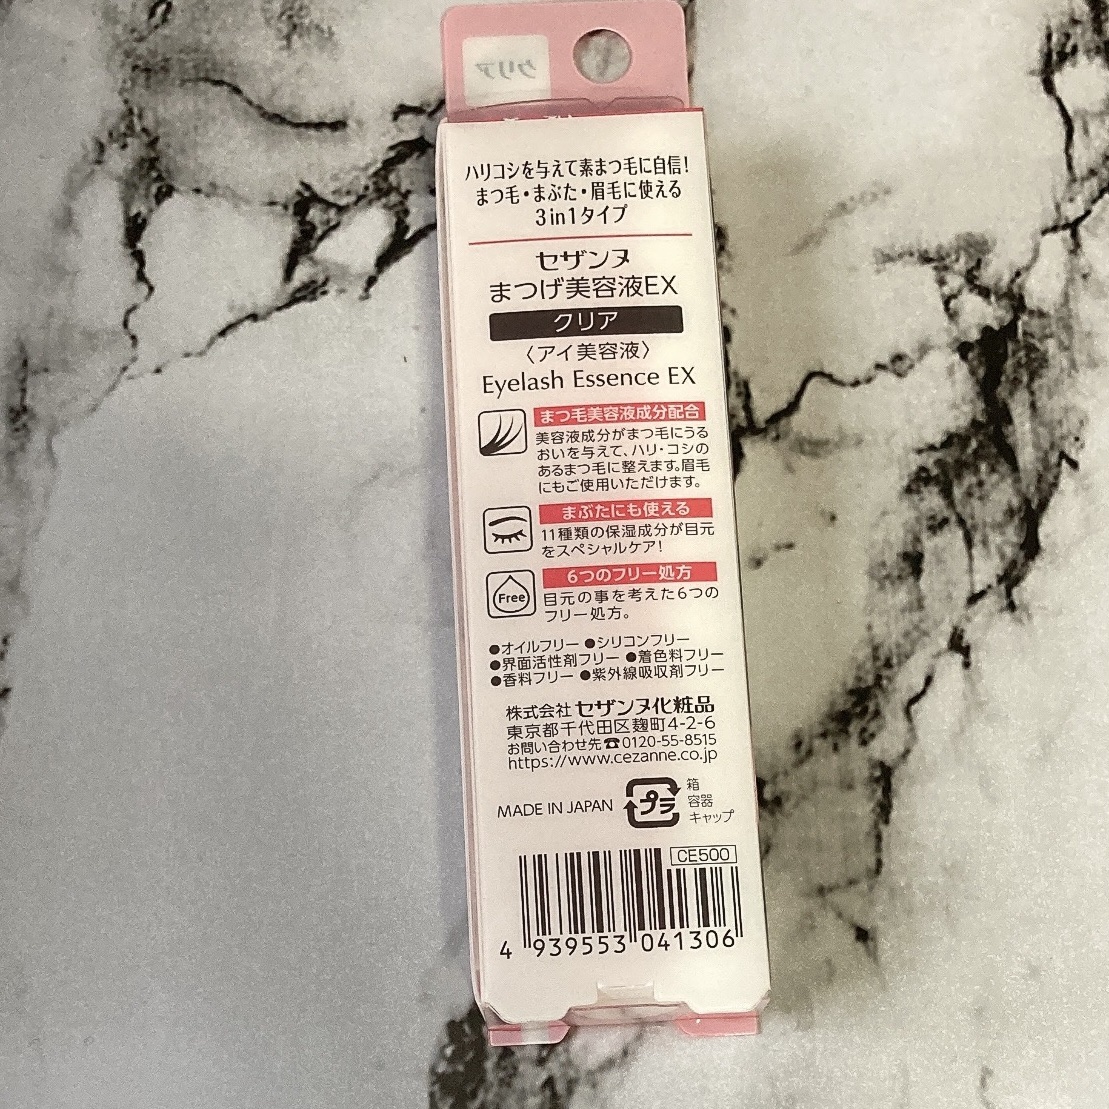 クリア
ハリコシを与えて素まつ毛に自信!
まつ毛・まぶた・眉毛に使える
3in1タイプ
セザンヌ
まつげ美容液EX
クリア
〈アイ美容液〉
Eyelash Essence EX
まつ毛美容液成分配合
美容液成分がまつ毛にうる
おいを与えて、ハリ・コシの
あるまつ毛に整えます。眉毛
にもご使用いただけます。
まぶたにも使える
11種類の保湿成分が目元
をスペシャルケア!
6つのフリー処方
Free
目元の事を考えた6つの
フリー処方。
●オイルフリー ●シリコンフリー
●界面活性剤フリー ●着色料フリー
●香料フリー ●紫外線吸収剤フリー
株式会社 セザンヌ化粧品
東京都千代田区麹町4-2-6
お問い合わせ先☎0120-55-8515
https://www.cezanne.co.jp
MADE IN JAPAN
プラ
箱
容器
キャップ
CE500
4 939553 041306